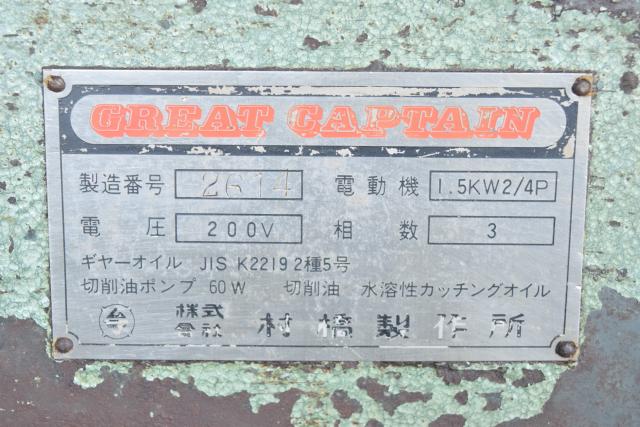 GREAT CAPTAIN
製造番号 2614 電動機 1.5KW2/4P
電圧 200V 相数 3
ギヤーオイル JIS K2219 2種5号
切削油ポンプ 60W 切削油 水溶性カッチングオイル
株式会社 村橋製作所